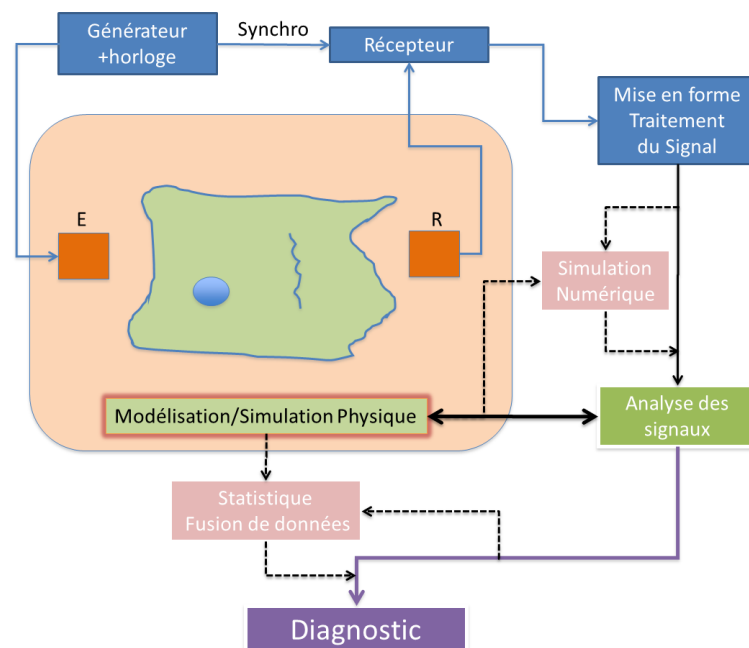 Générateur
+horloge
Synchro
Récepteur
Mise en forme
Traitement
du Signal
E
R
Simulation
Numérique
Modélisation/Simulation Physique
Analyse des
signaux
Statistique
Fusion de données
Diagnostic